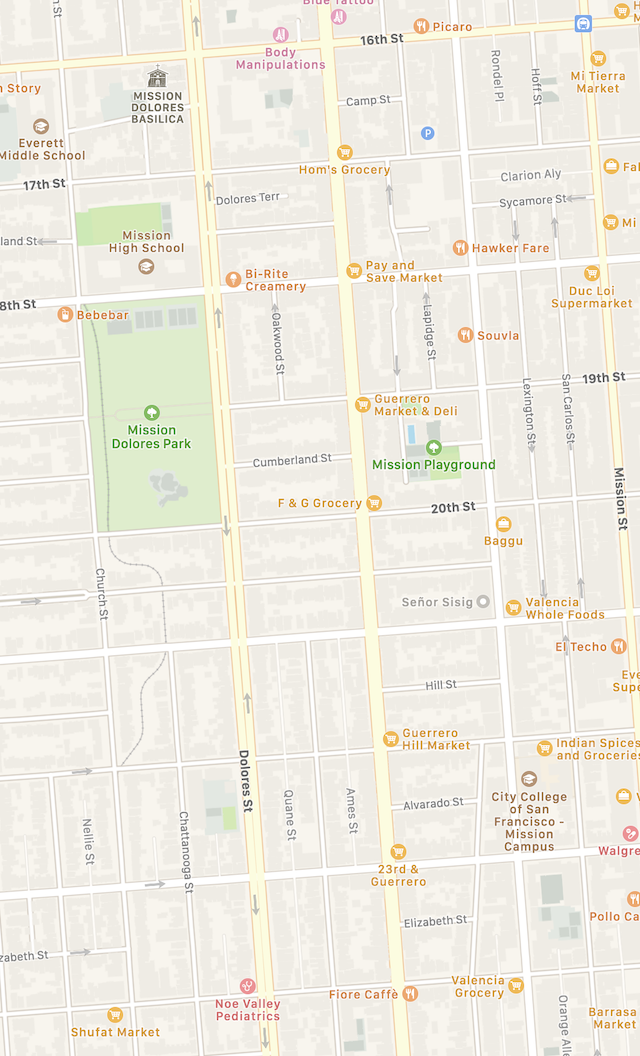 Blue Tattoo
16th St
Picaro
Body
Manipulations
Rondel Pl
Hoff St
Mi Tierra
Market
Story
MISSION
DOLORES
BASILICA
Camp St
P
Everett
Middle School
Hom's Grocery
17th St
Clarion Aly
Dolores Terr
Sycamore St
land St
Mission
High School
Hawker Fare
Mi
Bi-Rite
Creamery
Pay and
Save Market
Duc Loi
Supermarket
8th St
Bebebar
Oakwood St
Lapidge St
Souvla
19th St
Lexington St
San Carlos St
Guerrero
Market & Deli
Mission
Dolores Park
Cumberland St
Mission Playground
Mission St
F & G Grocery
20th St
Baggu
Church St
Señor Sisig
Valencia
Whole Foods
El Techo
Hill St
Guerrero
Hill Market
Indian Spices
and Groceries
Dolores St
Quane St
Ames St
Alvarado St
City College
of San
Francisco -
Mission
Campus
Nellie St
Chattanooga St
23rd &
Guerrero
Elizabeth St
Pollo Ca
zabeth St
Noe Valley
Pediatrics
Fiore Caffè
Valencia
Grocery
Shufat Market
Orange All
Barrasa
Market